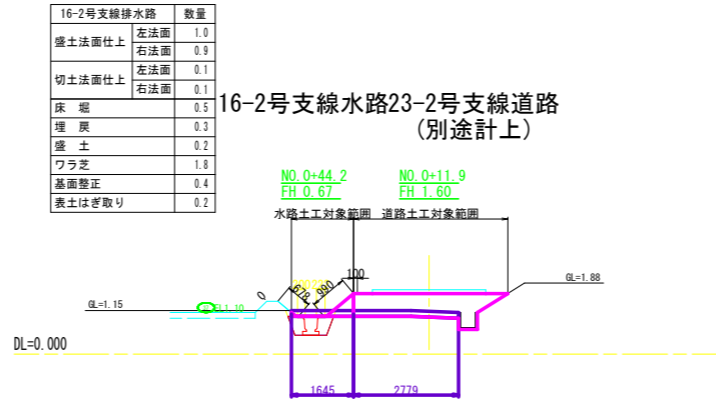 16-2号支線排水路 数量
盛土法面仕上 左法面 1.0
右法面 0.9
切土法面仕上 左法面 0.1
右法面 0.1
床 堀 0.5
埋 戻 0.3
盛 土 0.2
ワラ芝 1.8
基面整正 0.4
表土はぎ取り 0.2
16-2号支線水路23-2号支線道路
(別途計上)
NO.0+44.2 NO.0+11.9
FH 0.67 FH 1.60
水路土工対象範囲 道路土工対象範囲
100
0 678 990
GL=1.88
GL=1.15
DL=0.000
1645 2779